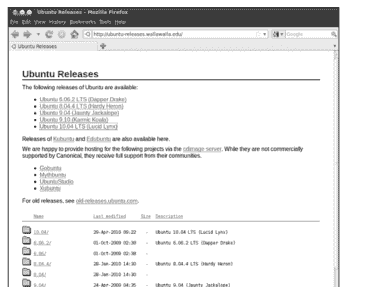 Ubuntu Releases - Mozilla Firefox
File Edit View History Bookmarks Tools Help
http://ubuntu-releases.wallawalla.edu/
Google
Ubuntu Releases
Ubuntu Releases
The following releases of Ubuntu are available:
Ubuntu 6.06.2 LTS (Dapper Drake)
Ubuntu 8.04.4 LTS (Hardy Heron)
Ubuntu 9.04 (Jaunty Jackalope)
Ubuntu 9.10 (Karmic Koala)
Ubuntu 10.04 LTS (Lucid Lynx)
Releases of Kubuntu and Edubuntu are also available here.
We are happy to provide hosting for the following projects via the cdimage server. While they are not commercially
supported by Canonical, they receive full support from their communities.
Gobuntu
Mythbuntu
UbuntuStudio
Xubuntu
For old releases, see old-releases.ubuntu.com.
Name Last modified Size Description
10.04/ 29-Apr-2010 09:22 - Ubuntu 10.04 LTS (Lucid Lynx)
6.06.2/ 01-Oct-2009 02:30 - Ubuntu 6.06.2 LTS (Dapper Drake)
6.06/ 01-Oct-2009 02:30 -
8.04.4/ 28-Jan-2010 14:30 - Ubuntu 8.04.4 LTS (Hardy Heron)
8.04/ 28-Jan-2010 14:30 -
9.04/ 24-Apr-2009 04:35 - Ubuntu 9.04 (Jaunty Jackalope)